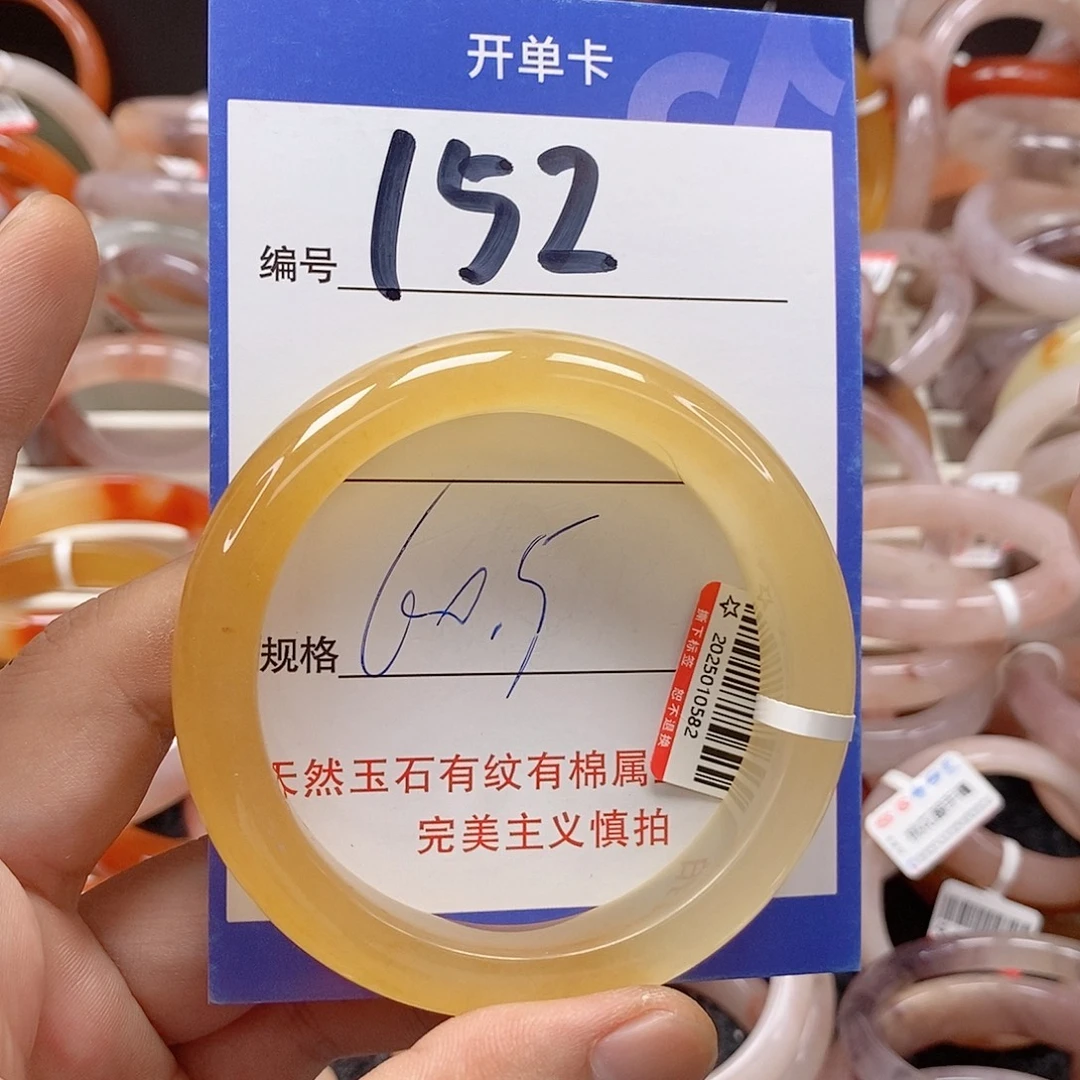 开单卡
编号 152
规格 60.5
☆ 2025010582
撕下标签 恕不退换
天然玉石有纹有棉属
完美主义慎拍